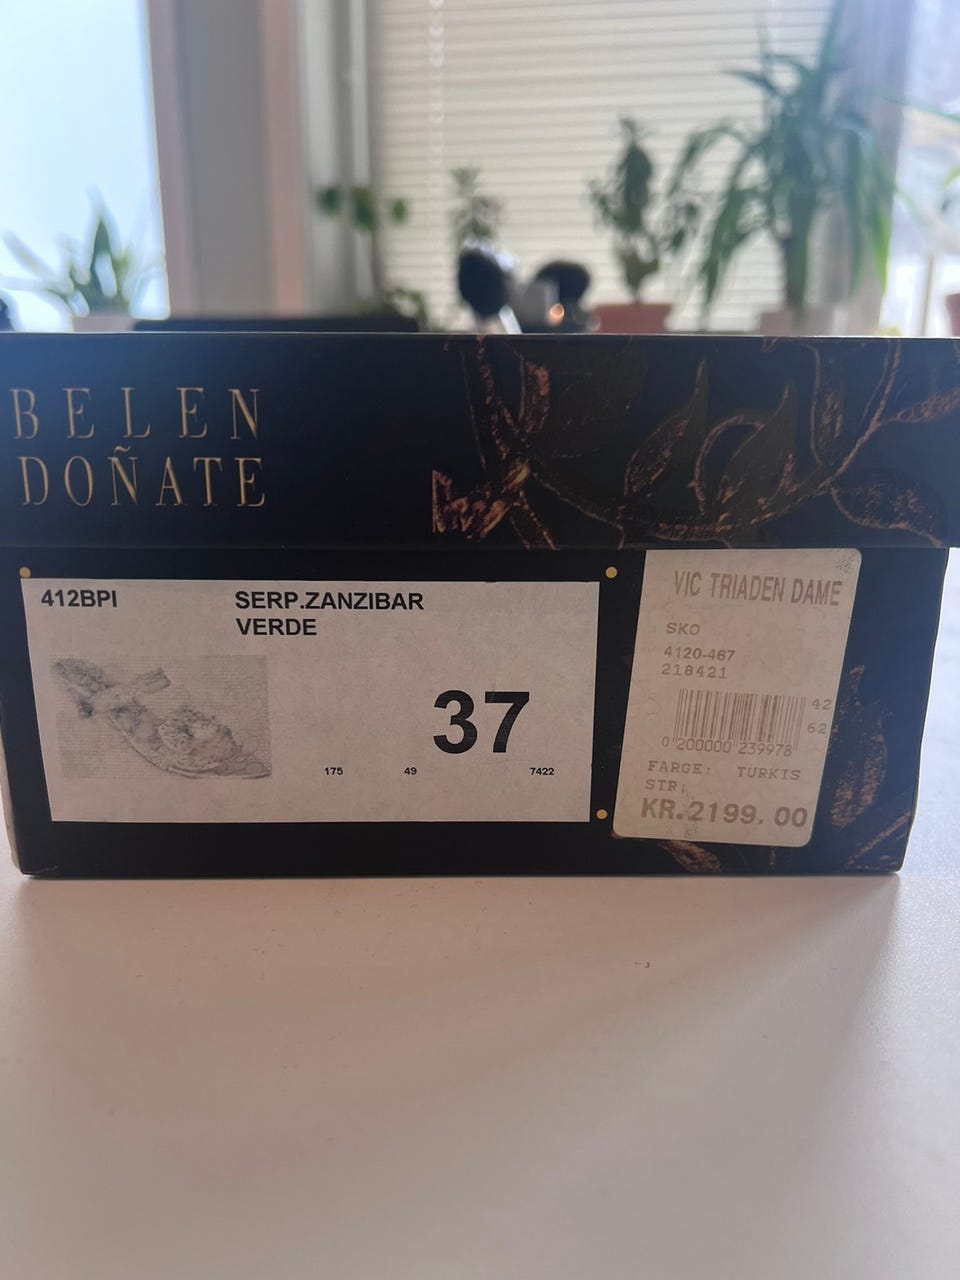 BELEN
DOÑATE
412BPI
SERP.ZANZIBAR
VERDE
37
175 49 7422
VIC TRIADEN DAME
SKO
4120-467
218421
42
62
0 200000 239978
FARGE: TURKIS
STR:
KR.2199.00